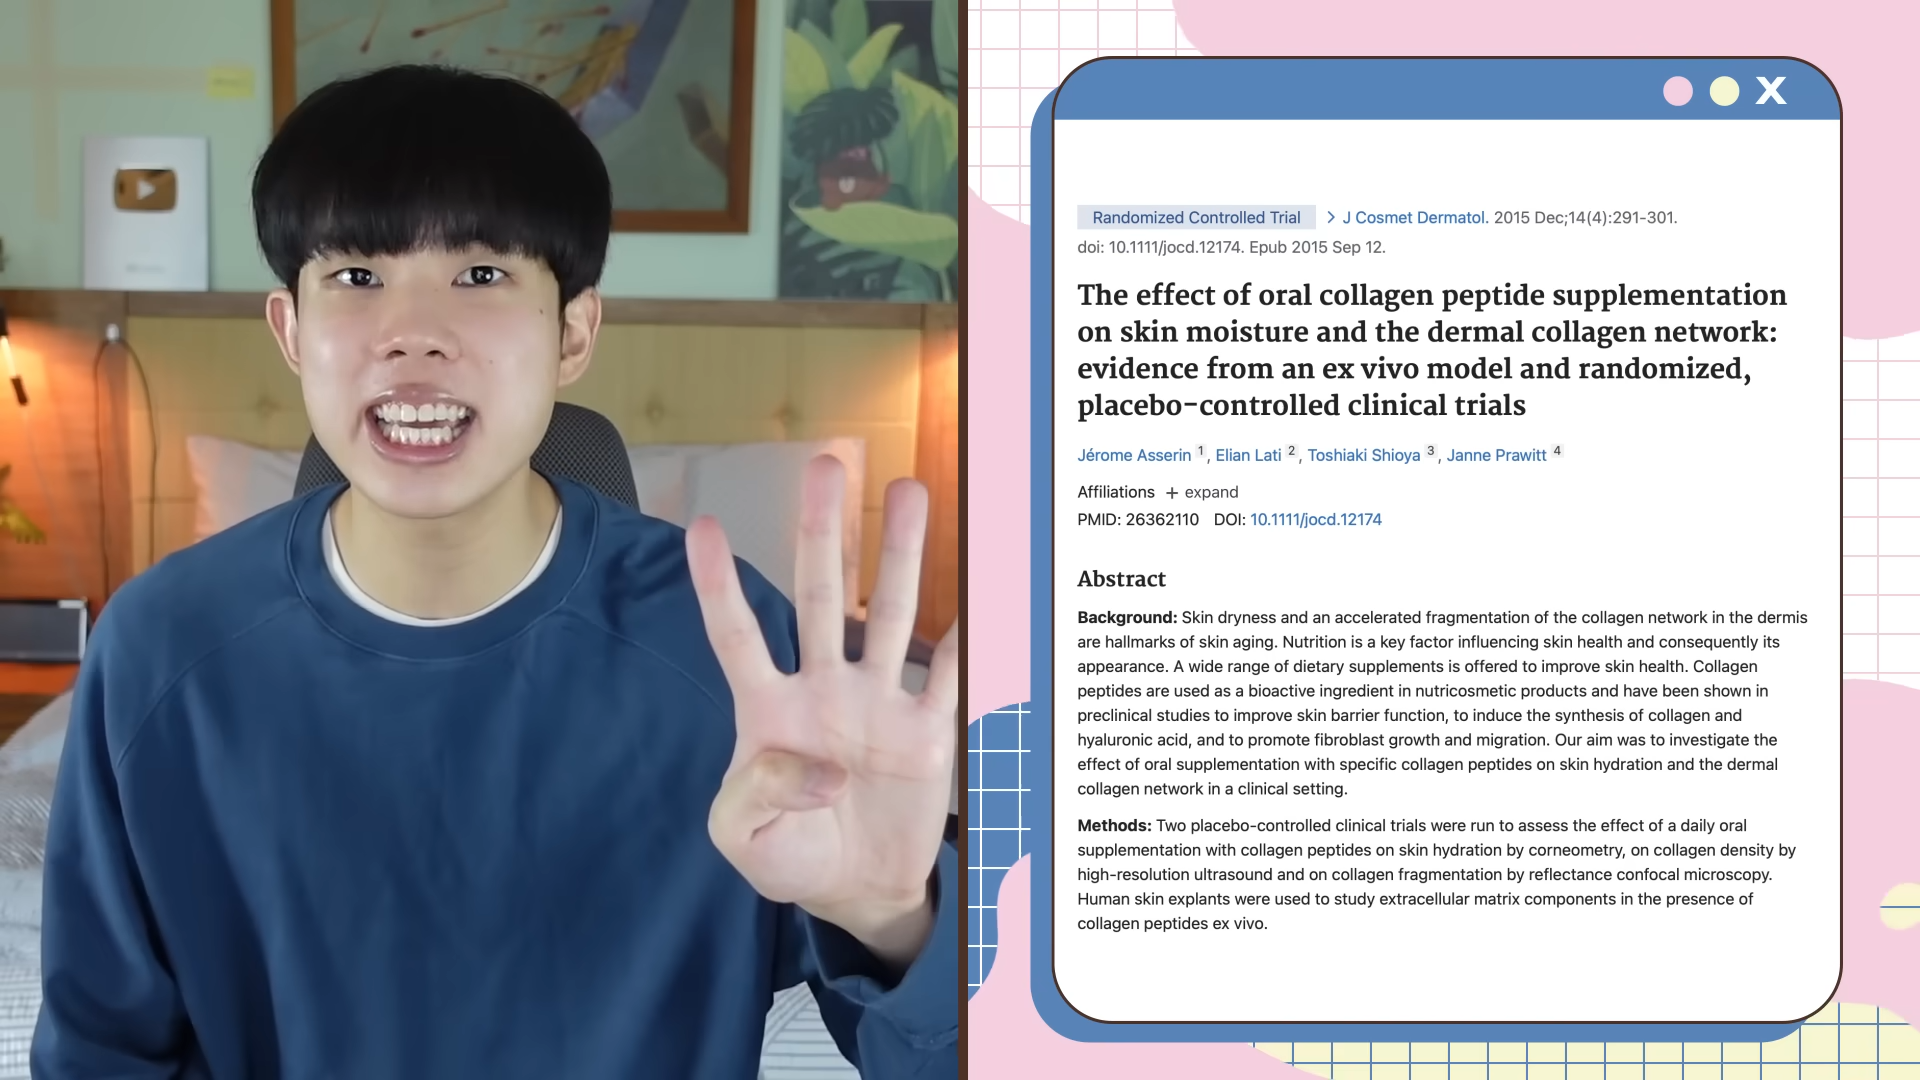 Randomized Controlled Trial > J Cosmet Dermatol. 2015 Dec;14(4):291-301.
doi: 10.1111/jocd.12174. Epub 2015 Sep 12.
The effect of oral collagen peptide supplementation
on skin moisture and the dermal collagen network:
evidence from an ex vivo model and randomized,
placebo-controlled clinical trials
Jérome Asserin 1, Elian Lati 2, Toshiaki Shioya 3, Janne Prawitt 4
Affiliations + expand
PMID: 26362110 DOI: 10.1111/jocd.12174
Abstract
Background: Skin dryness and an accelerated fragmentation of the collagen network in the dermis
are hallmarks of skin aging. Nutrition is a key factor influencing skin health and consequently its
appearance. A wide range of dietary supplements is offered to improve skin health. Collagen
peptides are used as a bioactive ingredient in nutricosmetic products and have been shown in
preclinical studies to improve skin barrier function, to induce the synthesis of collagen and
hyaluronic acid, and to promote fibroblast growth and migration. Our aim was to investigate the
effect of oral supplementation with specific collagen peptides on skin hydration and the dermal
collagen network in a clinical setting.
Methods: Two placebo-controlled clinical trials were run to assess the effect of a daily oral
supplementation with collagen peptides on skin hydration by corneometry, on collagen density by
high-resolution ultrasound and on collagen fragmentation by reflectance confocal microscopy.
Human skin explants were used to study extracellular matrix components in the presence of
collagen peptides ex vivo.